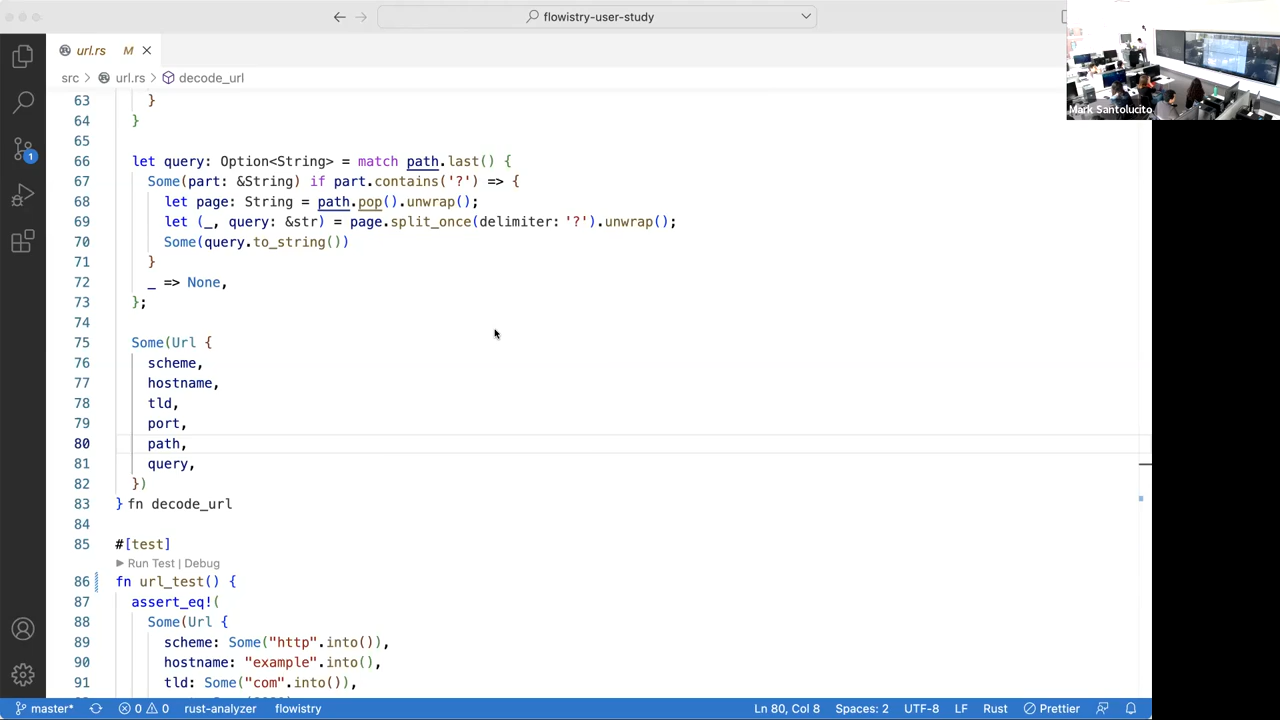 flowistry-user-study
url.rs M
src > url.rs > decode_url
Mark Santolucito
63 }
64 }
65
66 let query: Option<String> = match path.last() {
67 Some(part: &String) if part.contains('?') => {
68 let page: String = path.pop().unwrap();
69 let (_, query: &str) = page.split_once(delimiter: '?').unwrap();
70 Some(query.to_string())
71 }
72 _ => None,
73 };
74
75 Some(Url {
76 scheme,
77 hostname,
78 tld,
79 port,
80 path,
81 query,
82 })
83 } fn decode_url
84
85 #[test]
Run Test | Debug
86 fn url_test() {
87 assert_eq!(
88 Some(Url {
89 scheme: Some("http".into()),
90 hostname: "example".into(),
91 tld: Some("com".into()),
1
master* 0 0 rust-analyzer flowistry Ln 80, Col 8 Spaces: 2 UTF-8 LF Rust Prettier